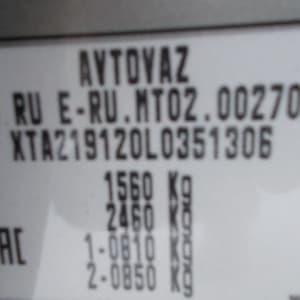 AVTOVAZ
RU E-RU.MT02.00270
XTA219120L0351306
1560 Kg
2460 Kg
1-0810 Kg
2-0850 Kg